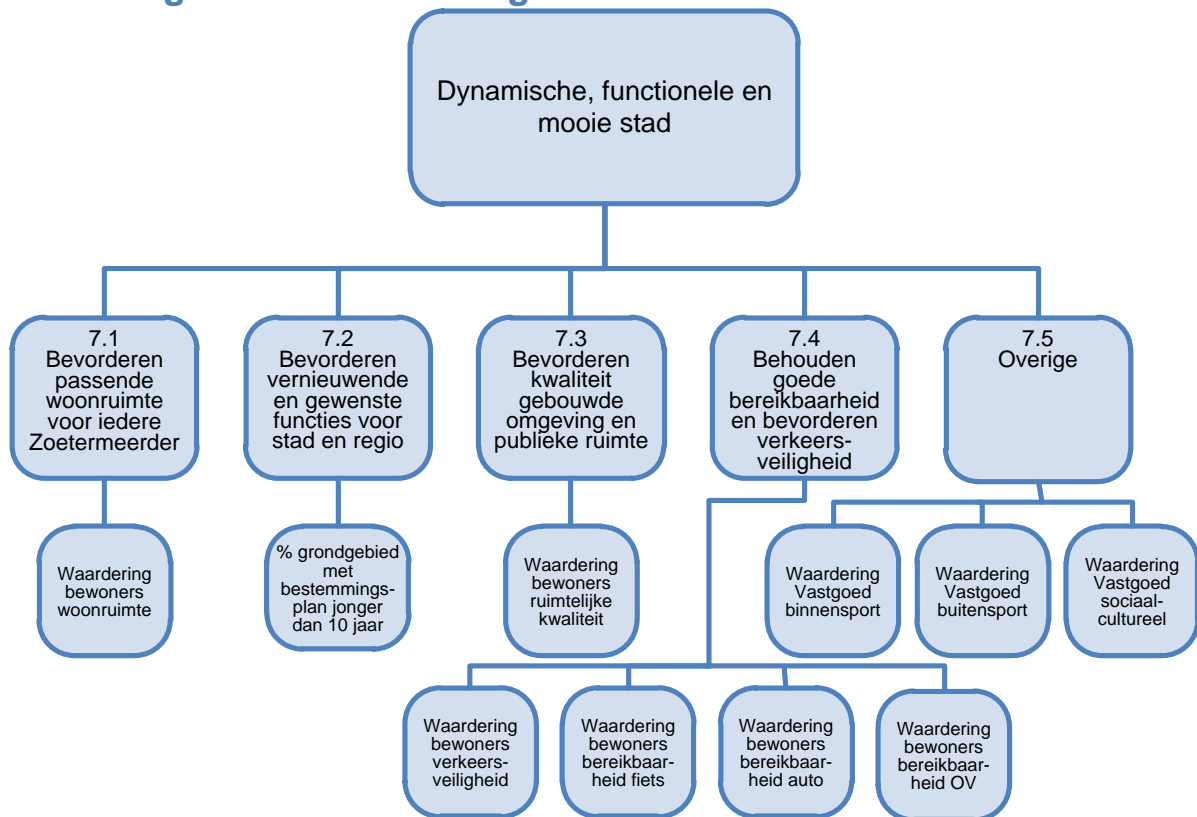 Dynamische, functionele en
mooie stad
7.1
Bevorderen
passende
woonruimte
voor iedere
Zoetermeerder
7.2
Bevorderen
vernieuwende
en gewenste
functies voor
stad en regio
7.3
Bevorderen
kwaliteit
gebouwde
omgeving en
publieke ruimte
7.4
Behouden
goede
bereikbaarheid
en bevorderen
verkeers-
veiligheid
7.5
Overige
Waardering
bewoners
woonruimte
% grondgebied
met
bestemmings-
plan jonger
dan 10 jaar
Waardering
bewoners
ruimtelijke
kwaliteit
Waardering
Vastgoed
binnensport
Waardering
Vastgoed
buitensport
Waardering
Vastgoed
sociaal-
cultureel
Waardering
bewoners
verkeers-
veiligheid
Waardering
bewoners
bereikbaar-
heid fiets
Waardering
bewoners
bereikbaar-
heid auto
Waardering
bewoners
bereikbaar-
heid OV